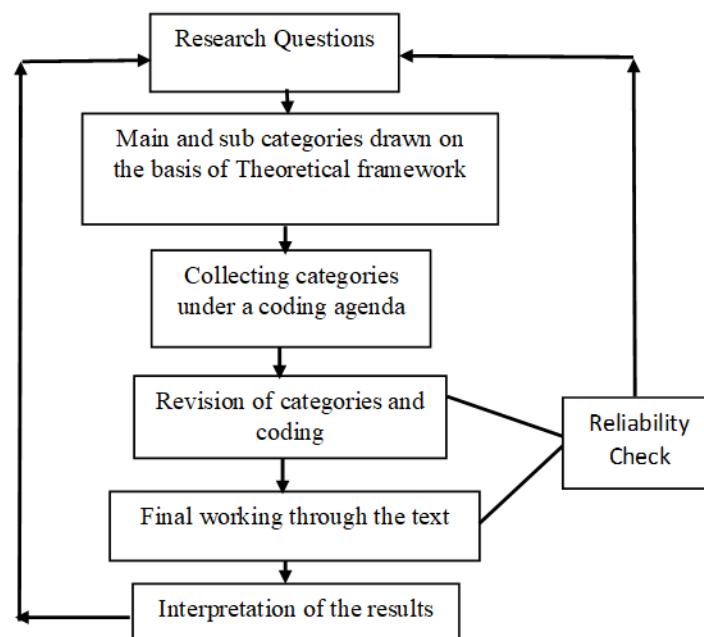 Research Questions
Main and sub categories drawn on
the basis of Theoretical framework
Collecting categories
under a coding agenda
Revision of categories and
coding
Reliability
Check
Final working through the text
Interpretation of the results